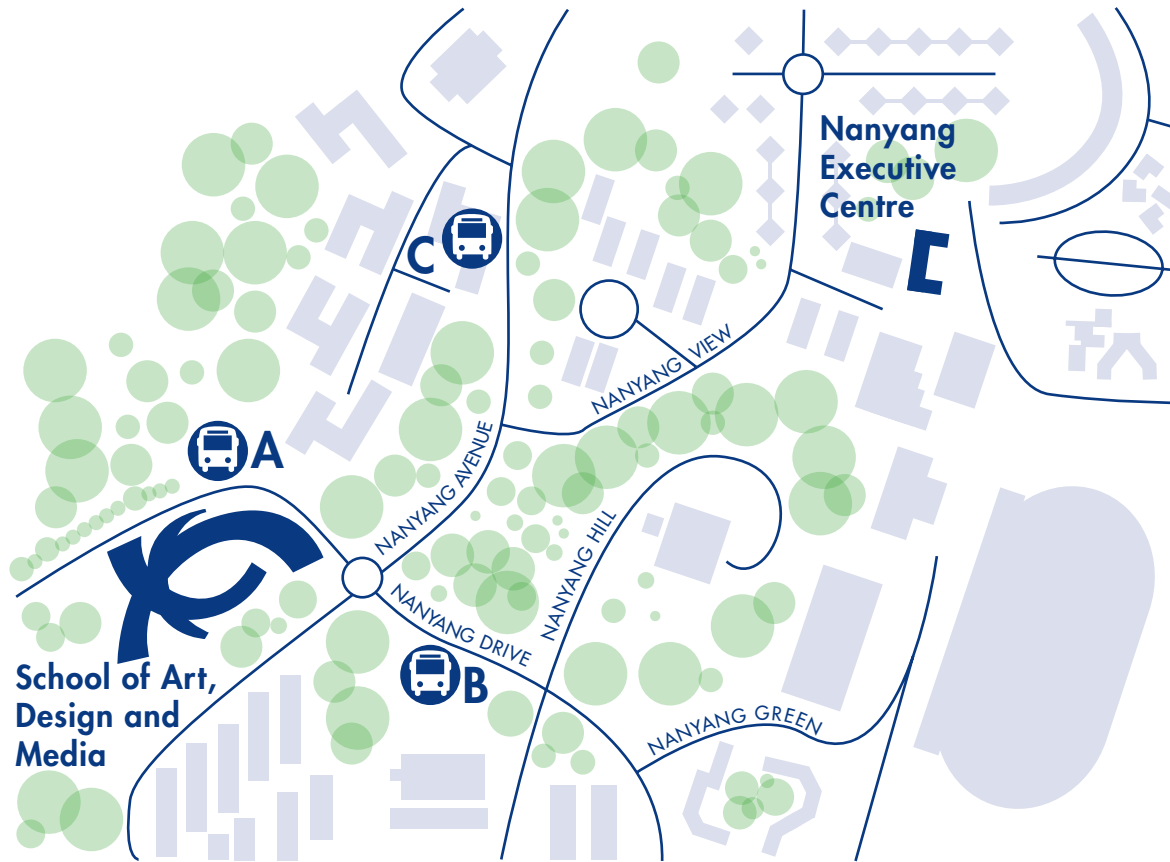 Nanyang
Executive
Centre
C
NANYANG VIEW
A
NANYANG AVENUE
NANYANG HILL
NANYANG DRIVE
B
School of Art,
Design and
Media
NANYANG GREEN